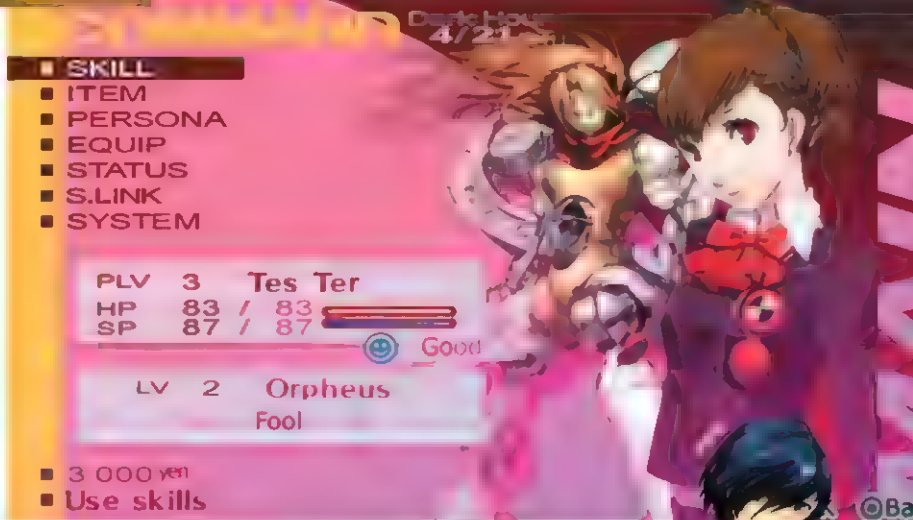 Dark Hour
4/21
SKILL
ITEM
PERSONA
EQUIP
STATUS
S.LINK
SYSTEM
PLV 3 Tes Ter
HP 83 / 83
SP 87 / 87
Good
LV 2 Orpheus
Fool
3 000 yen
Use skills
Ba